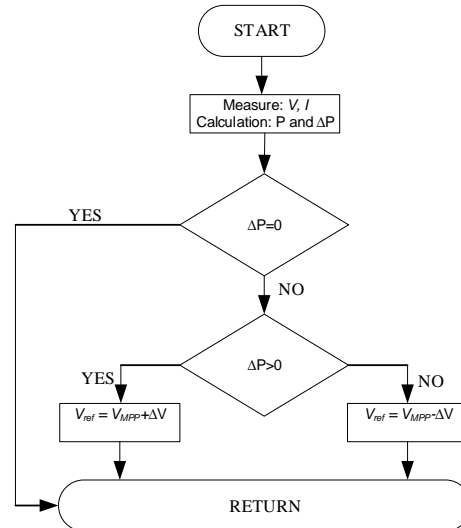 START
Measure: V, I
Calculation: P and ΔP
YES
ΔP=0
NO
ΔP>0
YES
NO
Vref = VMPP+ΔV
Vref = VMPP-ΔV
RETURN